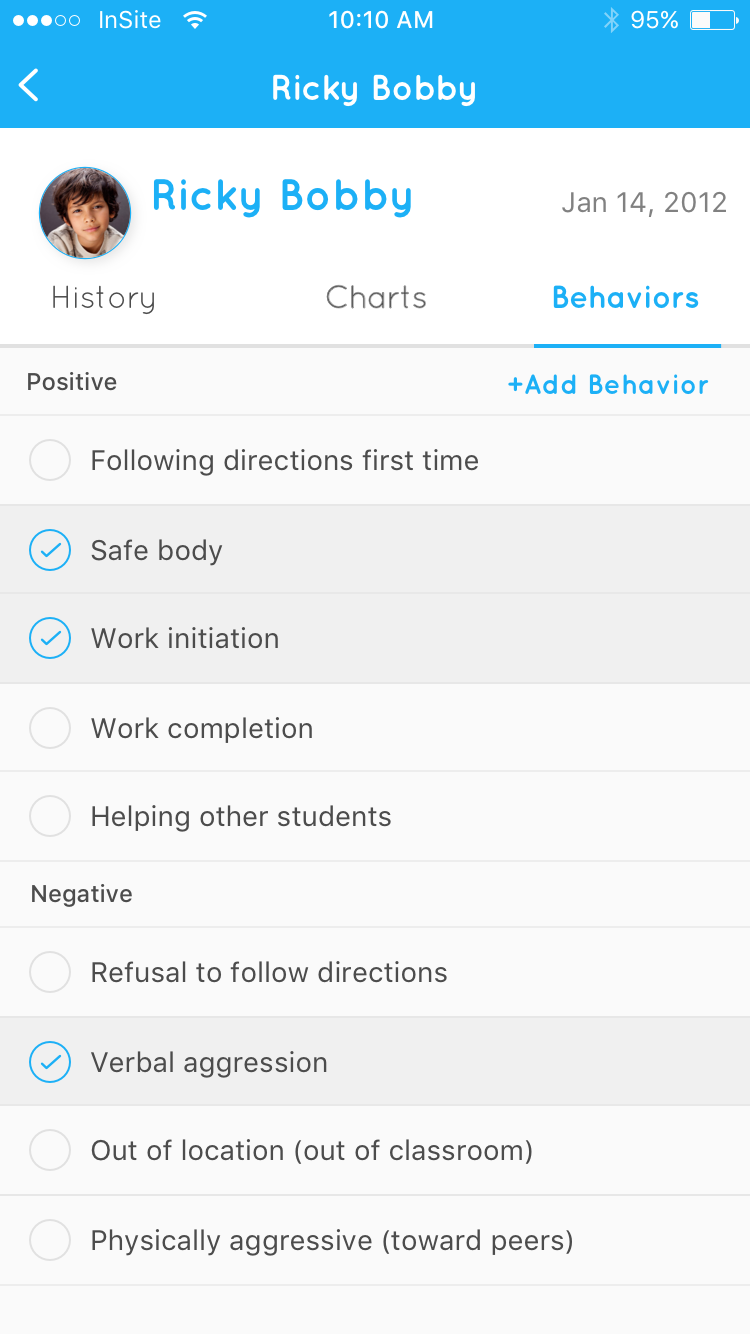 InSite 10:10 AM 95%
Ricky Bobby
Ricky Bobby Jan 14, 2012
History Charts Behaviors
Positive +Add Behavior
Following directions first time
Safe body
Work initiation
Work completion
Helping other students
Negative
Refusal to follow directions
Verbal aggression
Out of location (out of classroom)
Physically aggressive (toward peers)